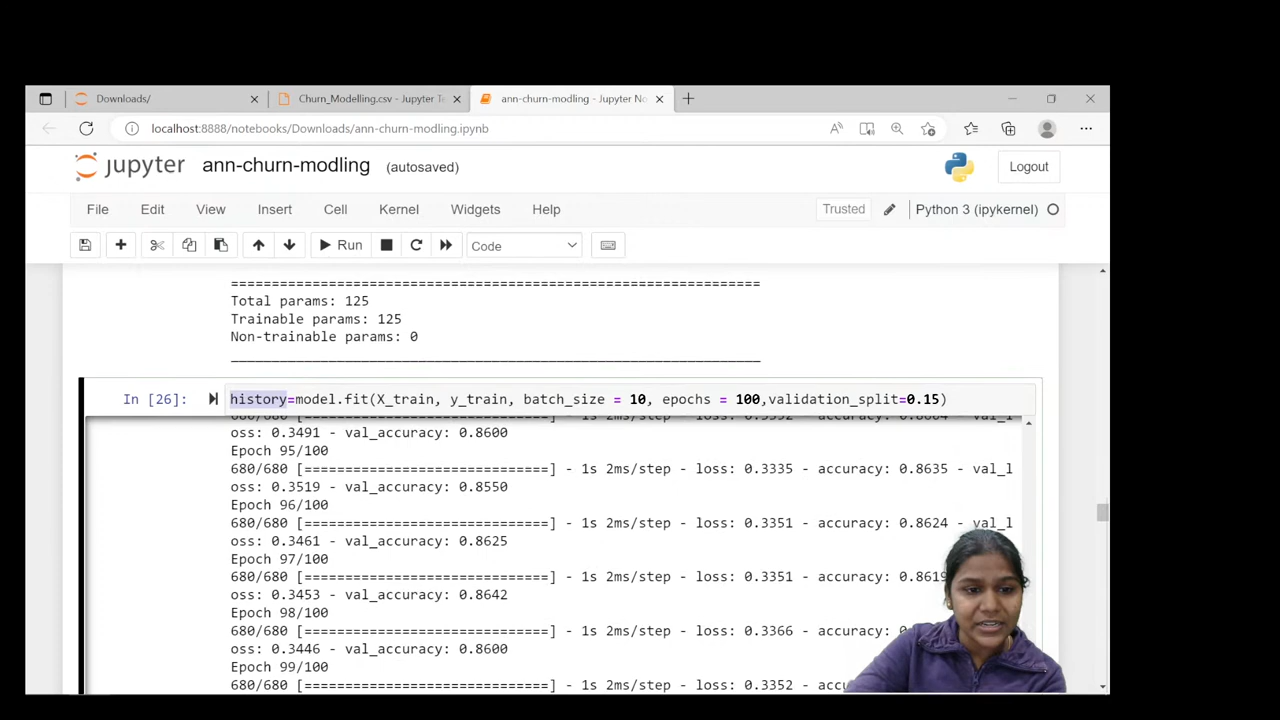 Downloads/
Churn_Modelling.csv - Jupyter Te
ann-churn-modling - Jupyter No
localhost:8888/notebooks/Downloads/ann-churn-modling.ipynb
jupyter ann-churn-modling (autosaved)
Logout
File Edit View Insert Cell Kernel Widgets Help
Trusted
Python 3 (ipykernel)
Run
Code
=================================================================
Total params: 125
Trainable params: 125
Non-trainable params: 0
_________________________________________________________________
In [26]: history=model.fit(X_train, y_train, batch_size = 10, epochs = 100,validation_split=0.15)
oss: 0.3491 - val_accuracy: 0.8600
Epoch 95/100
680/680 [==============================] - 1s 2ms/step - loss: 0.3335 - accuracy: 0.8635 - val_l
oss: 0.3519 - val_accuracy: 0.8550
Epoch 96/100
680/680 [==============================] - 1s 2ms/step - loss: 0.3351 - accuracy: 0.8624 - val_l
oss: 0.3461 - val_accuracy: 0.8625
Epoch 97/100
680/680 [==============================] - 1s 2ms/step - loss: 0.3351 - accuracy: 0.8619
oss: 0.3453 - val_accuracy: 0.8642
Epoch 98/100
680/680 [==============================] - 1s 2ms/step - loss: 0.3366 - accuracy:
oss: 0.3446 - val_accuracy: 0.8600
Epoch 99/100
680/680 [==============================] - 1s 2ms/step - loss: 0.3352 -